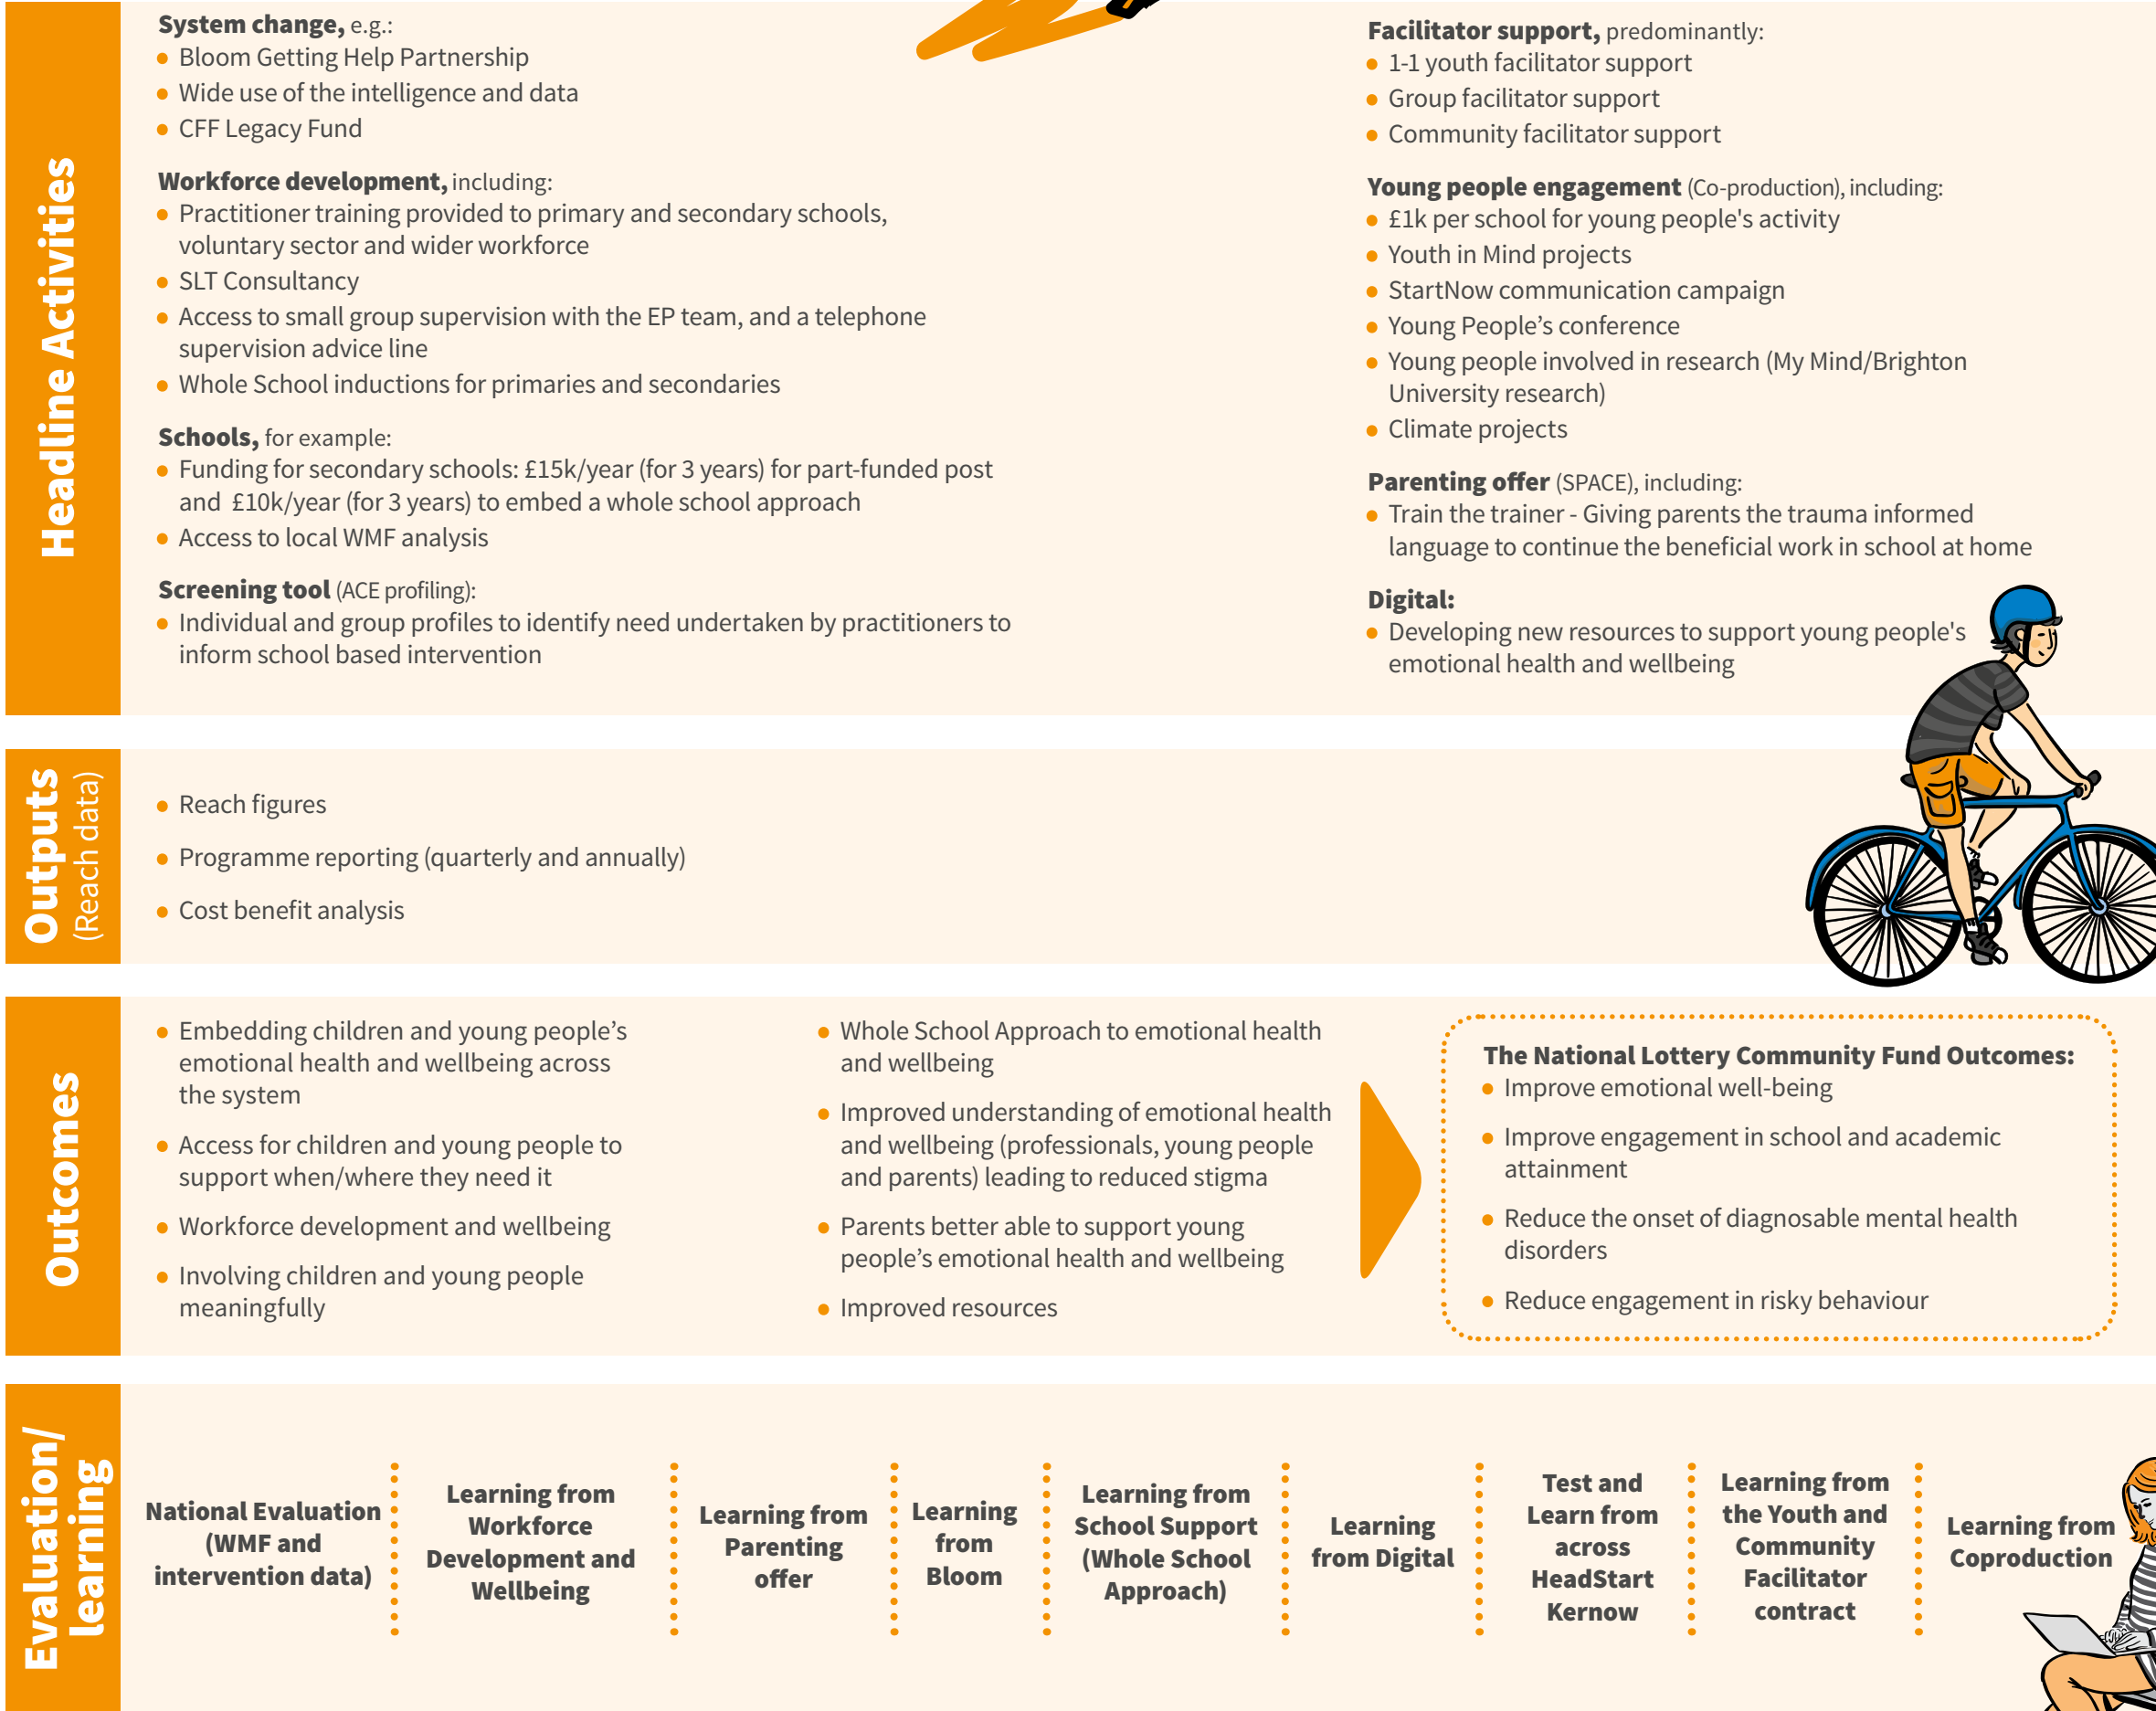 Headline Activities
System change, e.g.:
Bloom Getting Help Partnership
Wide use of the intelligence and data
CFF Legacy Fund
Workforce development, including:
Practitioner training provided to primary and secondary schools,
voluntary sector and wider workforce
SLT Consultancy
Access to small group supervision with the EP team, and a telephone
supervision advice line
Whole School inductions for primaries and secondaries
Schools, for example:
Funding for secondary schools: £15k/year (for 3 years) for part-funded post
and £10k/year (for 3 years) to embed a whole school approach
Access to local WMF analysis
Screening tool (ACE profiling):
Individual and group profiles to identify need undertaken by practitioners to
inform school based intervention
Facilitator support, predominantly:
1-1 youth facilitator support
Group facilitator support
Community facilitator support
Young people engagement (Co-production), including:
£1k per school for young people's activity
Youth in Mind projects
StartNow communication campaign
Young People’s conference
Young people involved in research (My Mind/Brighton
University research)
Climate projects
Parenting offer (SPACE), including:
Train the trainer - Giving parents the trauma informed
language to continue the beneficial work in school at home
Digital:
Developing new resources to support young people's
emotional health and wellbeing
Outputs
(Reach data)
Reach figures
Programme reporting (quarterly and annually)
Cost benefit analysis
Outcomes
Embedding children and young people’s
emotional health and wellbeing across
the system
Access for children and young people to
support when/where they need it
Workforce development and wellbeing
Involving children and young people
meaningfully
Whole School Approach to emotional health
and wellbeing
Improved understanding of emotional health
and wellbeing (professionals, young people
and parents) leading to reduced stigma
Parents better able to support young
people’s emotional health and wellbeing
Improved resources
The National Lottery Community Fund Outcomes:
Improve emotional well-being
Improve engagement in school and academic
attainment
Reduce the onset of diagnosable mental health
disorders
Reduce engagement in risky behaviour
Evaluation/
learning
National Evaluation
(WMF and
intervention data)
Learning from
Workforce
Development and
Wellbeing
Learning from
Parenting
offer
Learning
from
Bloom
Learning from
School Support
(Whole School
Approach)
Learning
from Digital
Test and
Learn from
across
HeadStart
Kernow
Learning from
the Youth and
Community
Facilitator
contract
Learning from
Coproduction